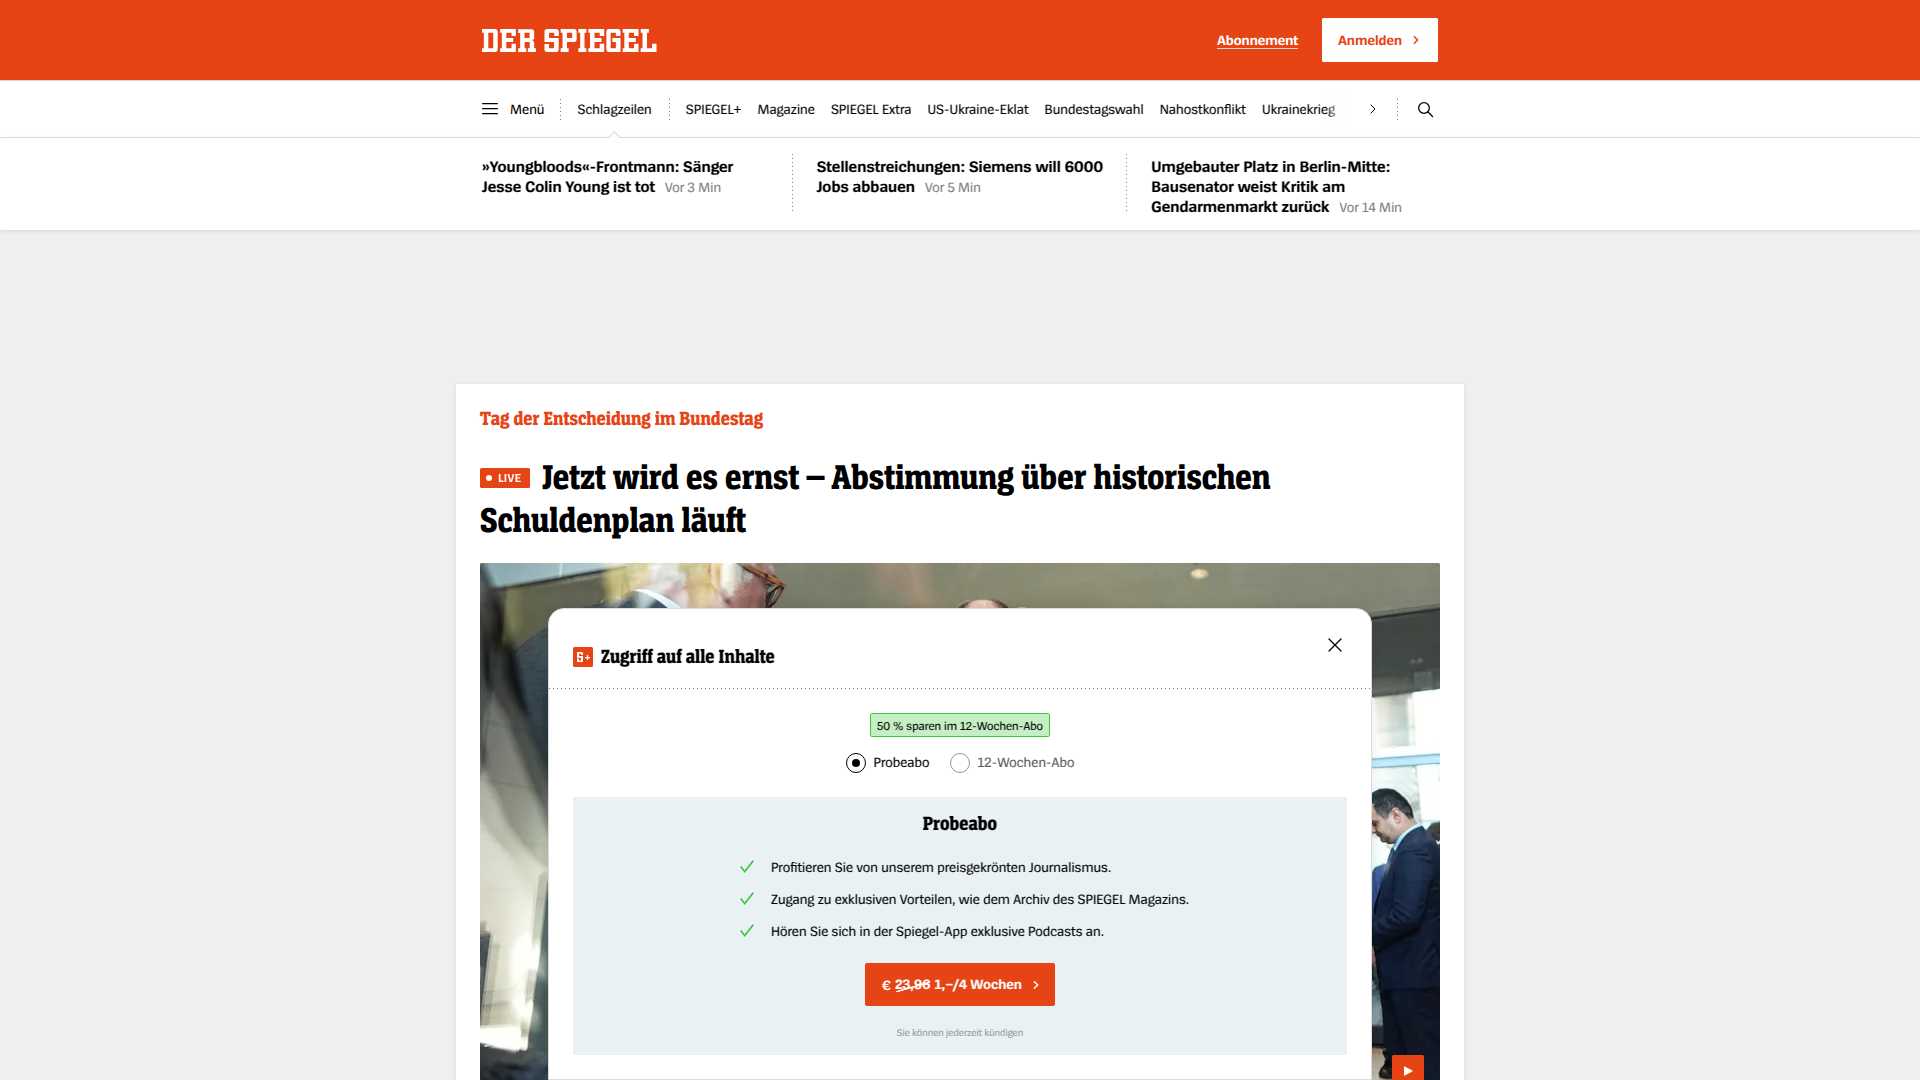 DER SPIEGEL
Abonnement
Anmelden
Menü
Schlagzeilen
SPIEGEL+
Magazine
SPIEGEL Extra
US-Ukraine-Eklat
Bundestagswahl
Nahostkonflikt
Ukrainekrieg
»Youngbloods«-Frontmann: Sänger
Jesse Colin Young ist tot Vor 3 Min
Stellenstreichungen: Siemens will 6000
Jobs abbauen Vor 5 Min
Umgebauter Platz in Berlin-Mitte:
Bausenator weist Kritik am
Gendarmenmarkt zurück Vor 14 Min
Tag der Entscheidung im Bundestag
LIVE Jetzt wird es ernst – Abstimmung über historischen
Schuldenplan läuft
Zugriff auf alle Inhalte
50 % sparen im 12-Wochen-Abo
Probeabo
12-Wochen-Abo
Probeabo
Profitieren Sie von unserem preisgekrönten Journalismus.
Zugang zu exklusiven Vorteilen, wie dem Archiv des SPIEGEL Magazins.
Hören Sie sich in der Spiegel-App exklusive Podcasts an.
€ 23,96 1,–/4 Wochen
Sie können jederzeit kündigen